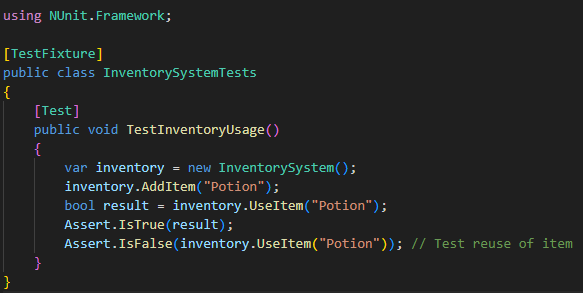 using NUnit.Framework;
[TestFixture]
public class InventorySystemTests
{
    [Test]
    public void TestInventoryUsage()
    {
        var inventory = new InventorySystem();
        inventory.AddItem("Potion");
        bool result = inventory.UseItem("Potion");
        Assert.IsTrue(result);
        Assert.IsFalse(inventory.UseItem("Potion")); // Test reuse of item
    }
}